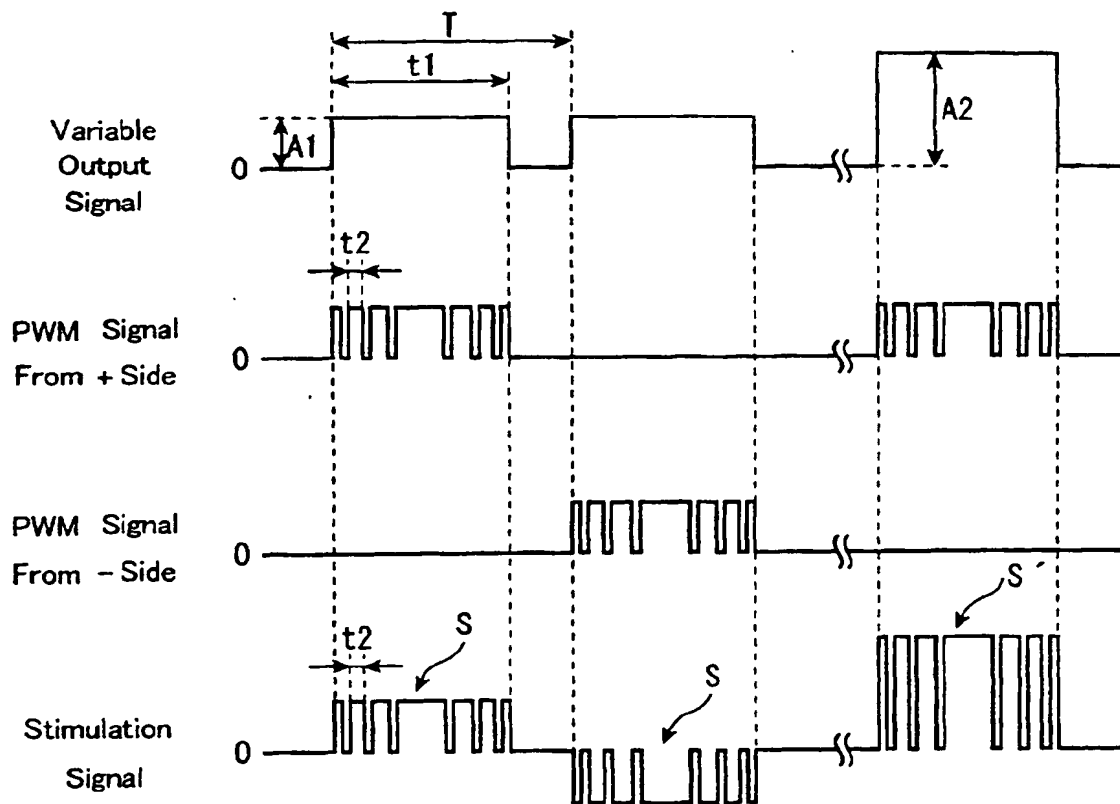 T
t1
A1
A2
Variable
Output
Signal
0
t2
PWM Signal
From + Side
0
PWM Signal
From − Side
0
S
S
S´
t2
Stimulation
Signal
0